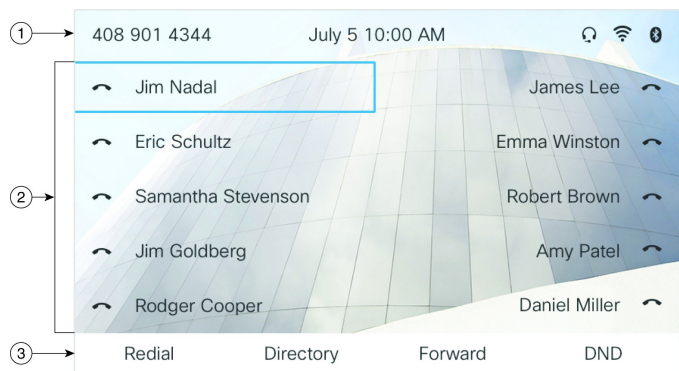 1
408 901 4344 July 5 10:00 AM
2
Jim Nadal James Lee
Eric Schultz Emma Winston
Samantha Stevenson Robert Brown
Jim Goldberg Amy Patel
Rodger Cooper Daniel Miller
3
Redial Directory Forward DND